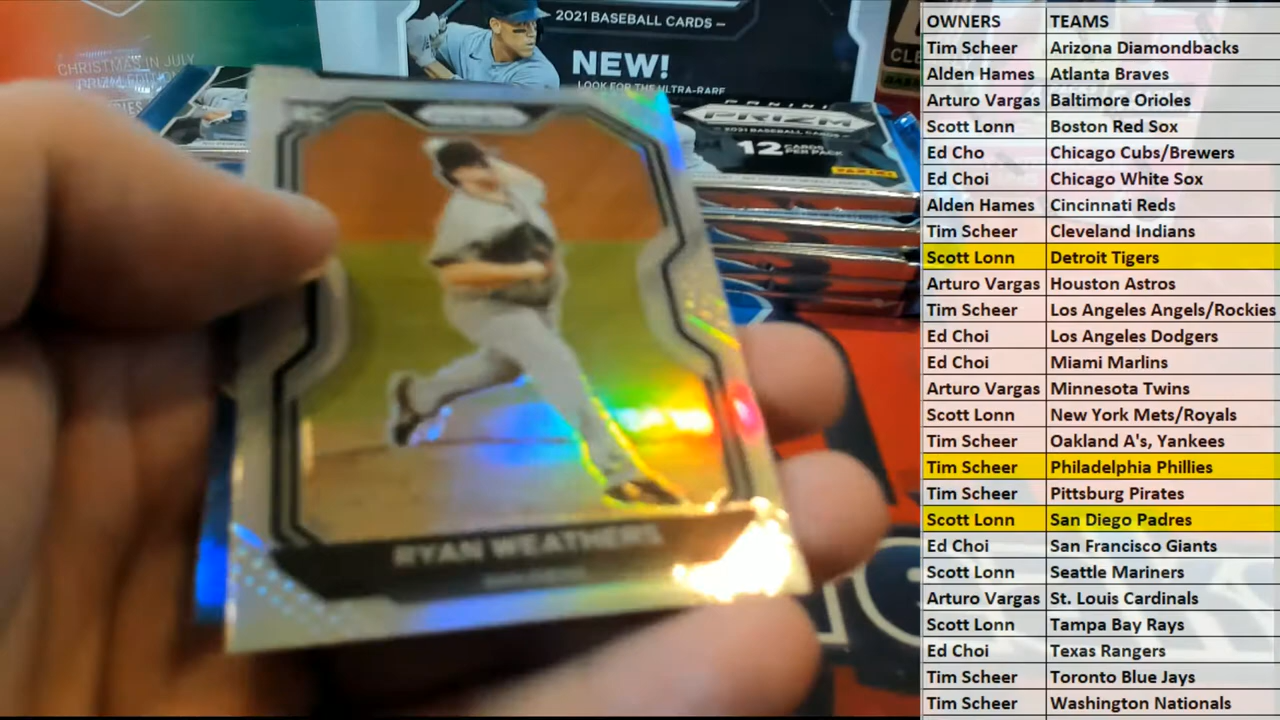 CHRISTMAS IN JULY
PRIZM EDITION
2021 BASEBALL CARDS
NEW!
LOOK FOR THE ULTRA-RARE
PANINI
PRIZM
2021 BASEBALL CARDS
12 CARDS PER PACK
PANINI
RYAN WEATHERS
OWNERS TEAMS
Tim Scheer Arizona Diamondbacks
Alden Hames Atlanta Braves
Arturo Vargas Baltimore Orioles
Scott Lonn Boston Red Sox
Ed Cho Chicago Cubs/Brewers
Ed Choi Chicago White Sox
Alden Hames Cincinnati Reds
Tim Scheer Cleveland Indians
Scott Lonn Detroit Tigers
Arturo Vargas Houston Astros
Tim Scheer Los Angeles Angels/Rockies
Ed Choi Los Angeles Dodgers
Ed Choi Miami Marlins
Arturo Vargas Minnesota Twins
Scott Lonn New York Mets/Royals
Tim Scheer Oakland A's, Yankees
Tim Scheer Philadelphia Phillies
Tim Scheer Pittsburg Pirates
Scott Lonn San Diego Padres
Ed Choi San Francisco Giants
Scott Lonn Seattle Mariners
Arturo Vargas St. Louis Cardinals
Scott Lonn Tampa Bay Rays
Ed Choi Texas Rangers
Tim Scheer Toronto Blue Jays
Tim Scheer Washington Nationals